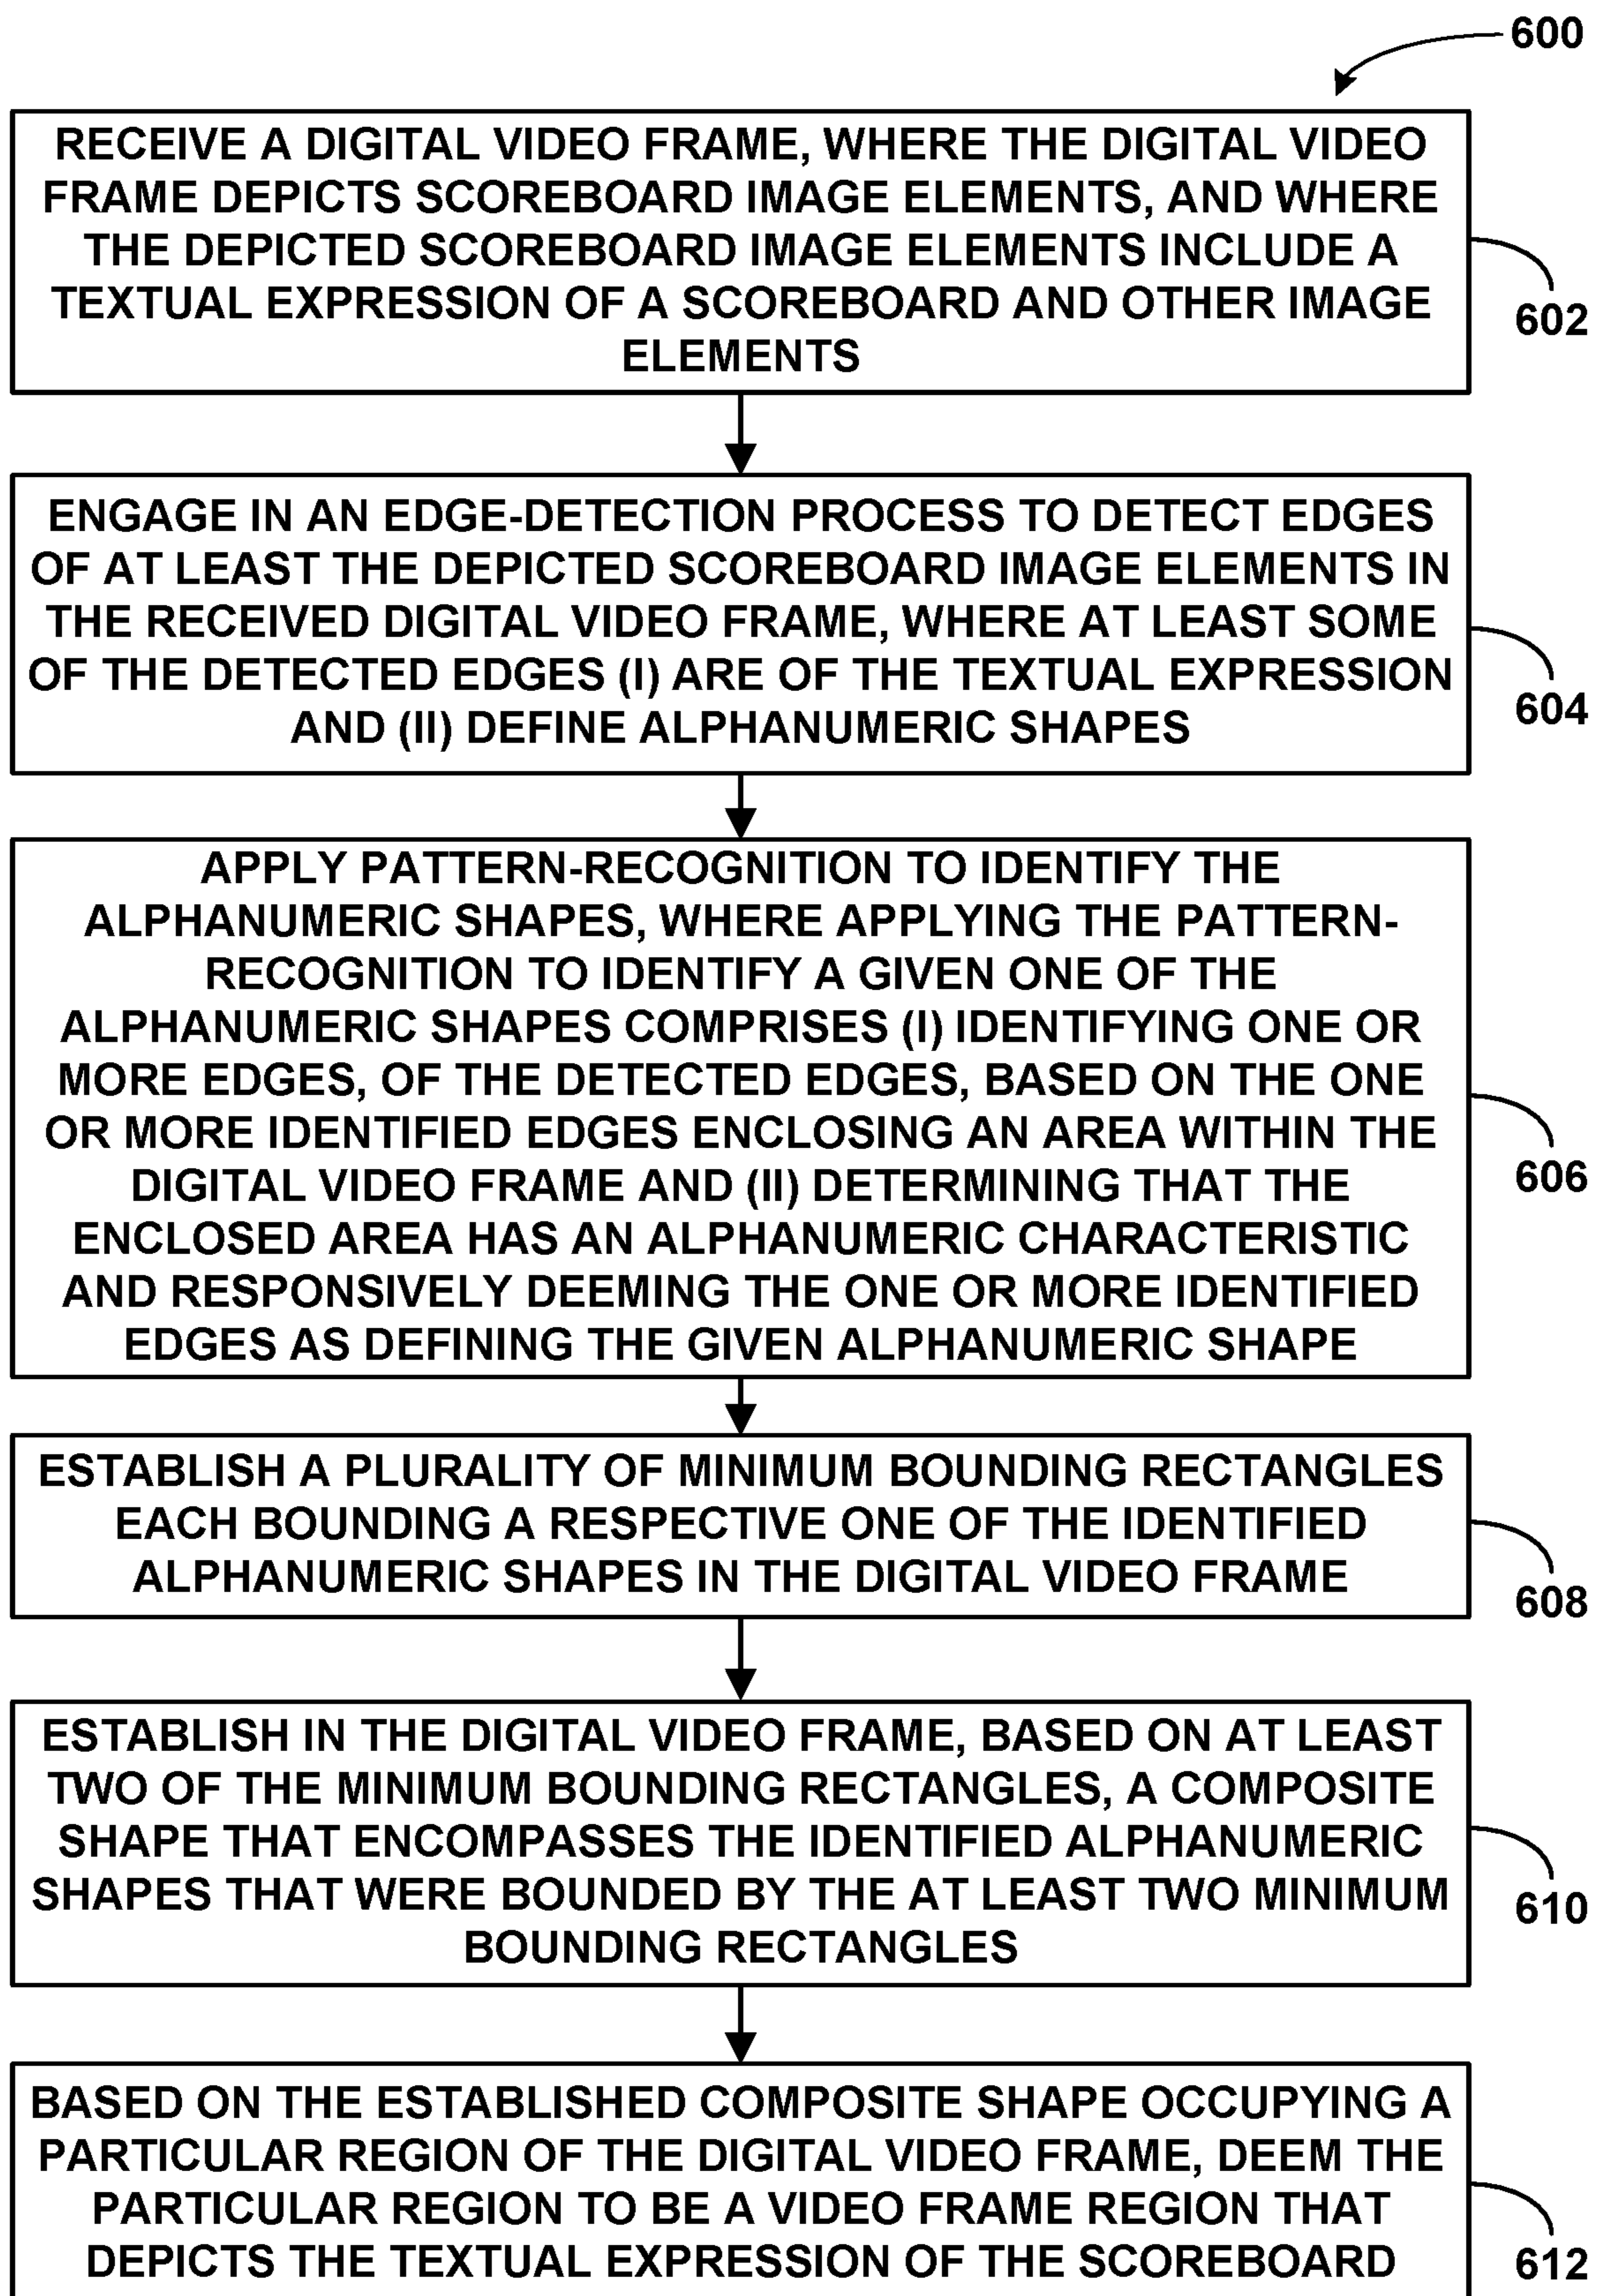 600
RECEIVE A DIGITAL VIDEO FRAME, WHERE THE DIGITAL VIDEO
FRAME DEPICTS SCOREBOARD IMAGE ELEMENTS, AND WHERE
THE DEPICTED SCOREBOARD IMAGE ELEMENTS INCLUDE A
TEXTUAL EXPRESSION OF A SCOREBOARD AND OTHER IMAGE
ELEMENTS
602
ENGAGE IN AN EDGE-DETECTION PROCESS TO DETECT EDGES
OF AT LEAST THE DEPICTED SCOREBOARD IMAGE ELEMENTS IN
THE RECEIVED DIGITAL VIDEO FRAME, WHERE AT LEAST SOME
OF THE DETECTED EDGES (I) ARE OF THE TEXTUAL EXPRESSION
AND (II) DEFINE ALPHANUMERIC SHAPES
604
APPLY PATTERN-RECOGNITION TO IDENTIFY THE
ALPHANUMERIC SHAPES, WHERE APPLYING THE PATTERN-
RECOGNITION TO IDENTIFY A GIVEN ONE OF THE
ALPHANUMERIC SHAPES COMPRISES (I) IDENTIFYING ONE OR
MORE EDGES, OF THE DETECTED EDGES, BASED ON THE ONE
OR MORE IDENTIFIED EDGES ENCLOSING AN AREA WITHIN THE
DIGITAL VIDEO FRAME AND (II) DETERMINING THAT THE
ENCLOSED AREA HAS AN ALPHANUMERIC CHARACTERISTIC
AND RESPONSIVELY DEEMING THE ONE OR MORE IDENTIFIED
EDGES AS DEFINING THE GIVEN ALPHANUMERIC SHAPE
606
ESTABLISH A PLURALITY OF MINIMUM BOUNDING RECTANGLES
EACH BOUNDING A RESPECTIVE ONE OF THE IDENTIFIED
ALPHANUMERIC SHAPES IN THE DIGITAL VIDEO FRAME
608
ESTABLISH IN THE DIGITAL VIDEO FRAME, BASED ON AT LEAST
TWO OF THE MINIMUM BOUNDING RECTANGLES, A COMPOSITE
SHAPE THAT ENCOMPASSES THE IDENTIFIED ALPHANUMERIC
SHAPES THAT WERE BOUNDED BY THE AT LEAST TWO MINIMUM
BOUNDING RECTANGLES
610
BASED ON THE ESTABLISHED COMPOSITE SHAPE OCCUPYING A
PARTICULAR REGION OF THE DIGITAL VIDEO FRAME, DEEM THE
PARTICULAR REGION TO BE A VIDEO FRAME REGION THAT
DEPICTS THE TEXTUAL EXPRESSION OF THE SCOREBOARD
612